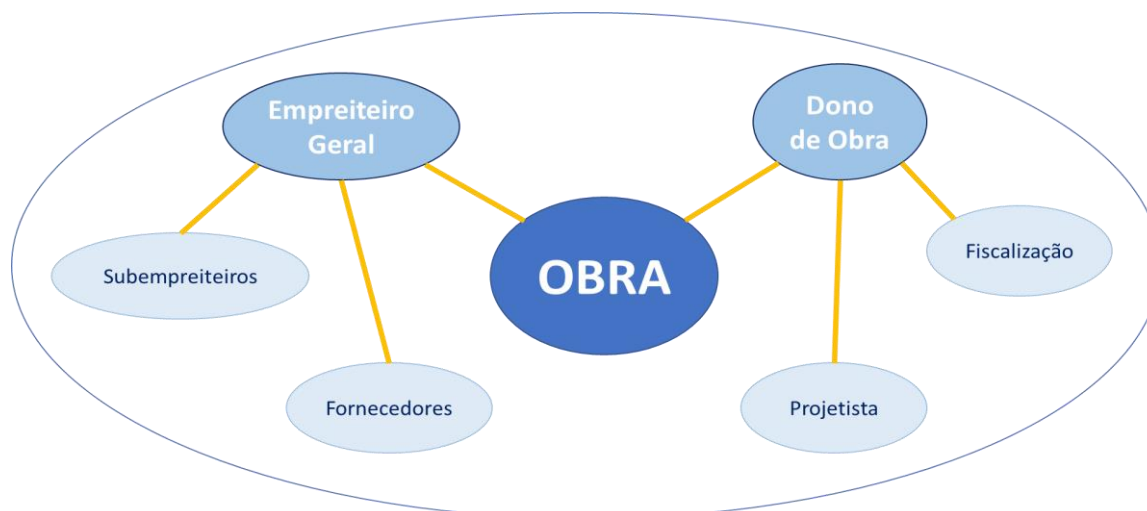 Empreiteiro
Geral
Dono
de Obra
OBRA
Subempreiteiros
Fiscalização
Fornecedores
Projetista